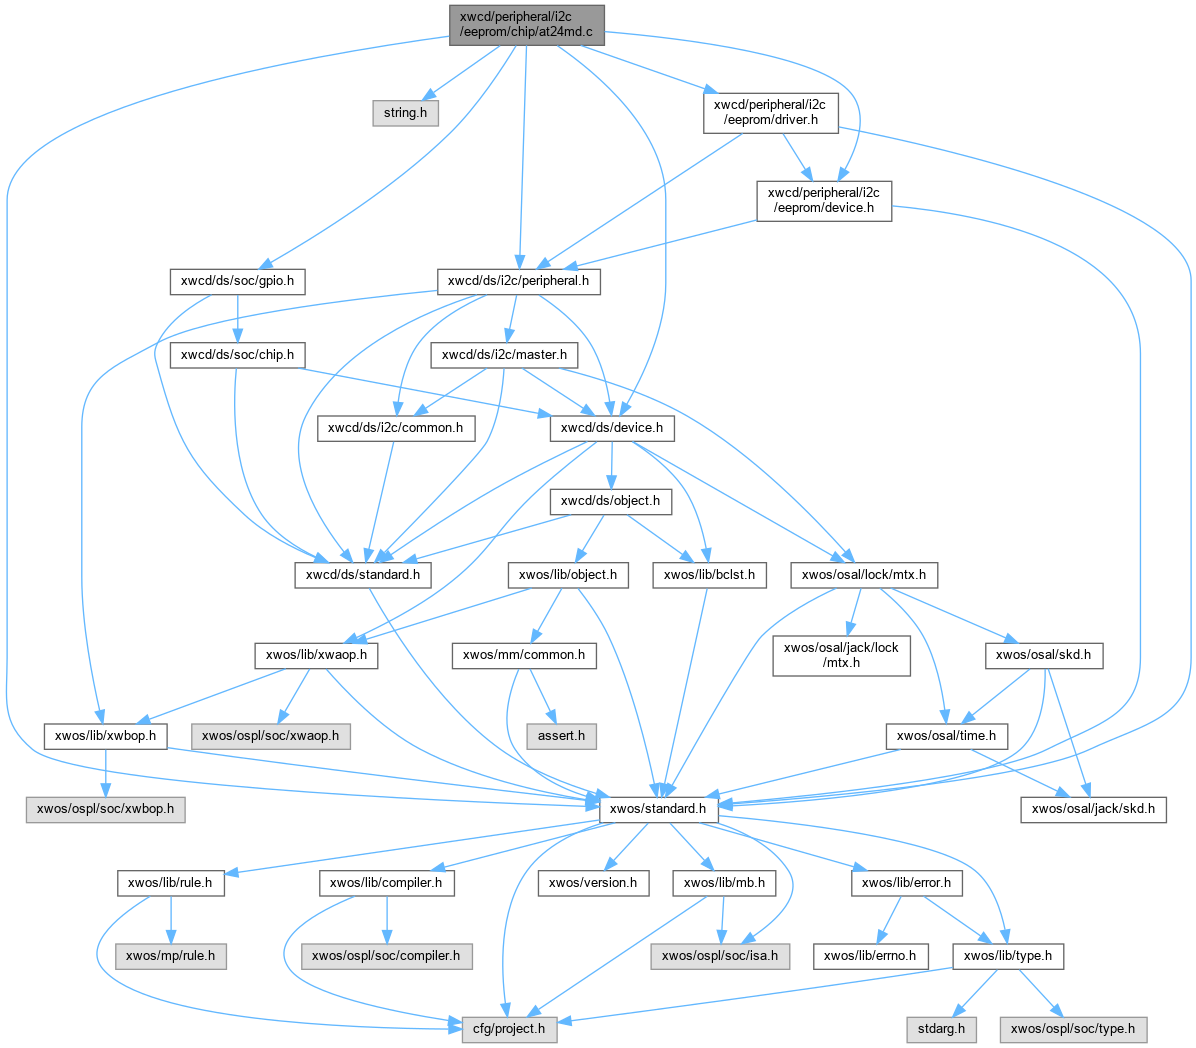 xwcd/peripheral/i2c
/eeprom/chip/at24md.c
string.h
xwcd/peripheral/i2c
/eeprom/driver.h
xwcd/peripheral/i2c
/eeprom/device.h
xwcd/ds/soc/gpio.h
xwcd/ds/i2c/peripheral.h
xwcd/ds/soc/chip.h
xwcd/ds/i2c/master.h
xwcd/ds/i2c/common.h
xwcd/ds/device.h
xwcd/ds/object.h
xwcd/ds/standard.h
xwos/lib/object.h
xwos/lib/bclst.h
xwos/osal/lock/mtx.h
xwos/lib/xwaop.h
xwos/mm/common.h
xwos/osal/jack/lock
/mtx.h
xwos/osal/skd.h
xwos/lib/xwbop.h
xwos/ospl/soc/xwaop.h
assert.h
xwos/osal/time.h
xwos/ospl/soc/xwbop.h
xwos/standard.h
xwos/osal/jack/skd.h
xwos/lib/rule.h
xwos/lib/compiler.h
xwos/version.h
xwos/lib/mb.h
xwos/lib/error.h
xwos/mp/rule.h
xwos/ospl/soc/compiler.h
xwos/ospl/soc/isa.h
xwos/lib/errno.h
xwos/lib/type.h
cfg/project.h
stdarg.h
xwos/ospl/soc/type.h